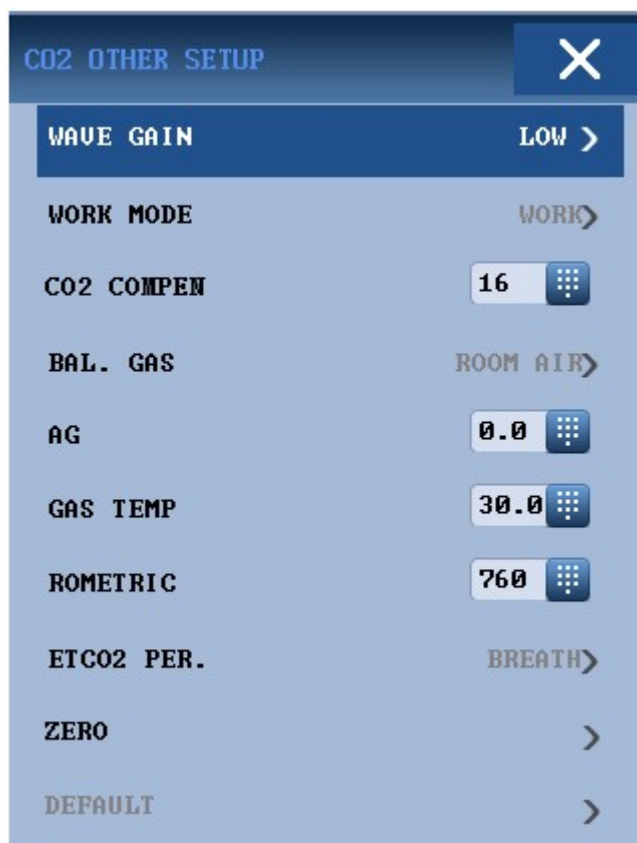 CO2 OTHER SETUP
WAVE GAIN LOW
WORK MODE WORK
CO2 COMPEN 16
BAL. GAS ROOM AIR
AG 0.0
GAS TEMP 30.0
ROMETRIC 760
ETCO2 PER. BREATH
ZERO
DEFAULT